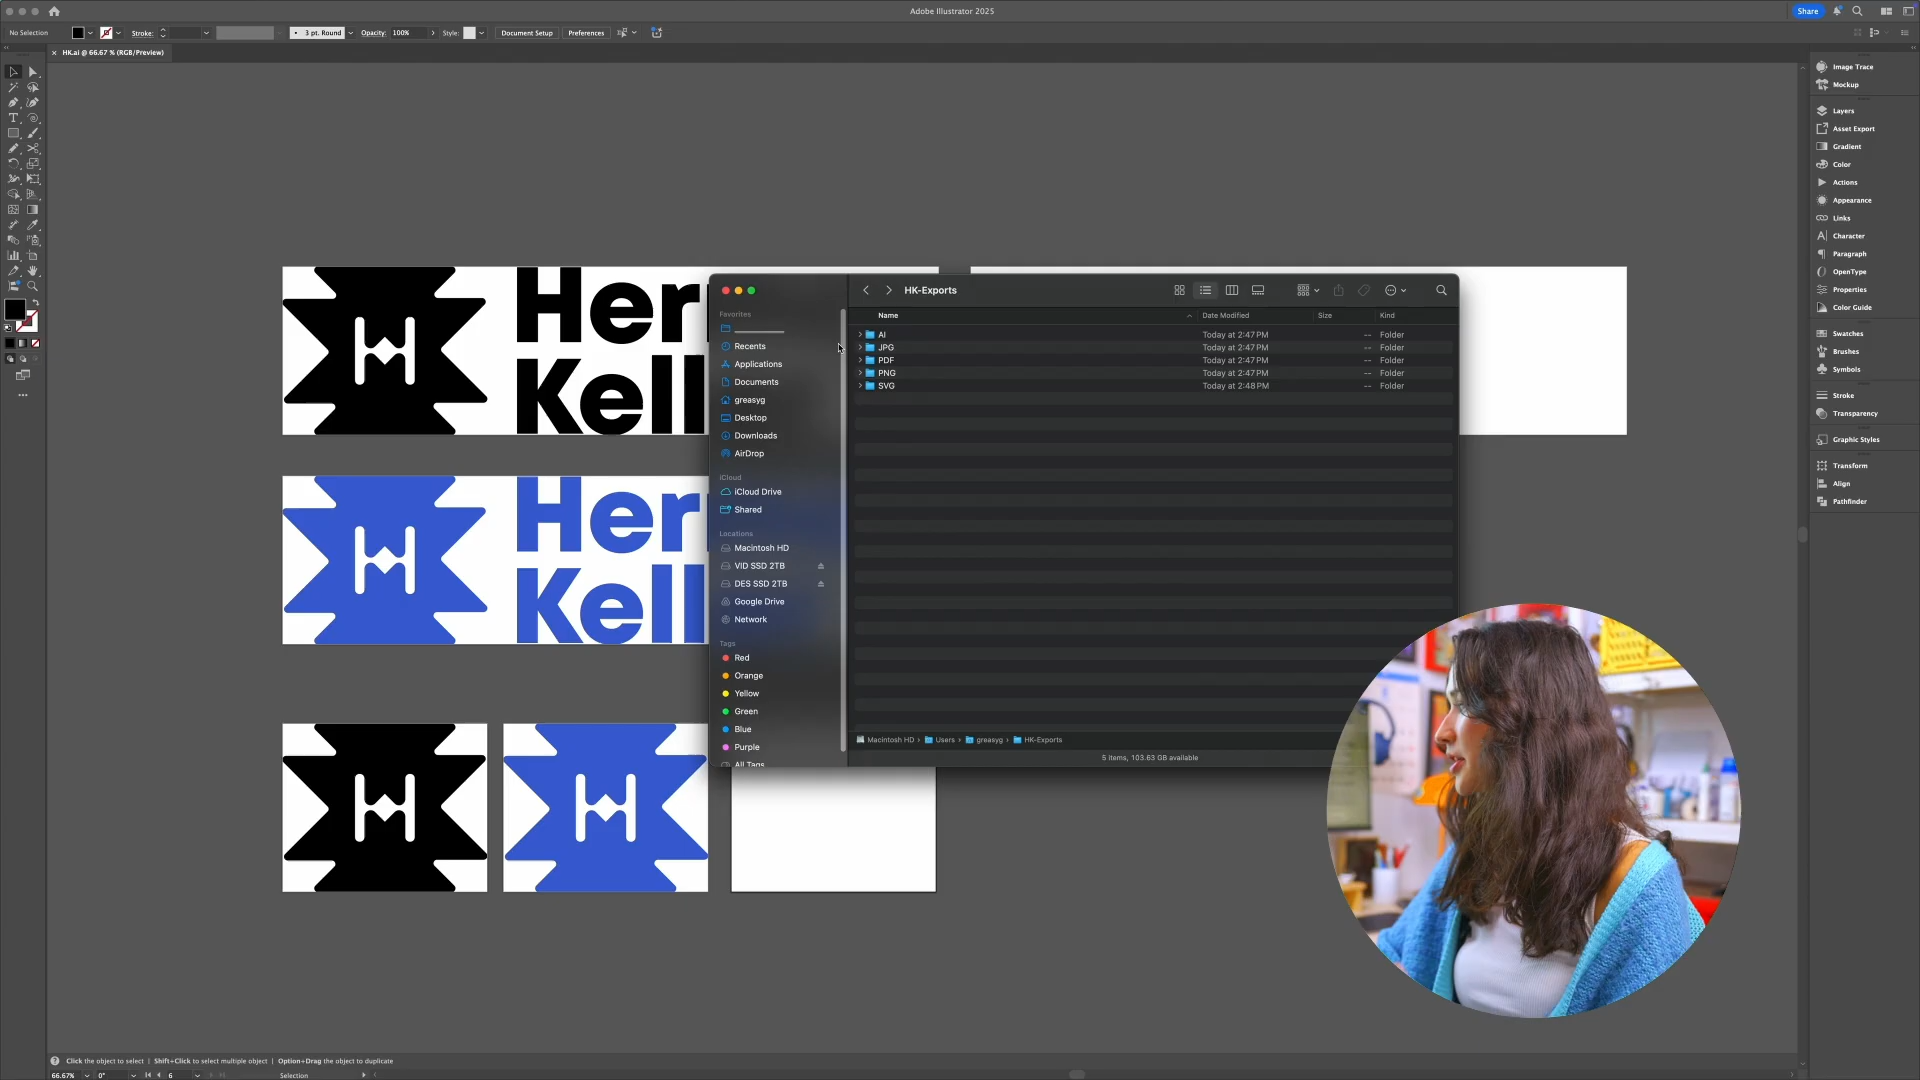 Adobe Illustrator 2025
Share
No Selection
Stroke:
3 pt. Round
Opacity:
100%
Style:
Document Setup
Preferences
HK.ai @ 66.67 % (RGB/Preview)
Image Trace
Mockup
Layers
Asset Export
Gradient
Color
Actions
Appearance
Links
Character
Paragraph
OpenType
Properties
Color Guide
Swatches
Brushes
Symbols
Stroke
Transparency
Graphic Styles
Transform
Align
Pathfinder
H
Her
Kell
H
Her
Kell
H
H
HK-Exports
Favorites
Recents
Applications
Documents
greasyg
Desktop
Downloads
AirDrop
iCloud
iCloud Drive
Shared
Locations
Macintosh HD
VID SSD 2TB
DES SSD 2TB
Google Drive
Network
Tags
Red
Orange
Yellow
Green
Blue
Purple
All Tags
Name Date Modified Size Kind
AI Today at 2:47 PM -- Folder
JPG Today at 2:47 PM -- Folder
PDF Today at 2:47 PM -- Folder
PNG Today at 2:47 PM -- Folder
SVG Today at 2:48 PM -- Folder
Macintosh HD › Users › greasyg › HK-Exports
5 items, 103.63 GB available
Click the object to select | Shift+Click to select multiple object | Option+Drag the object to duplicate
66.67% 0° 6 Selection